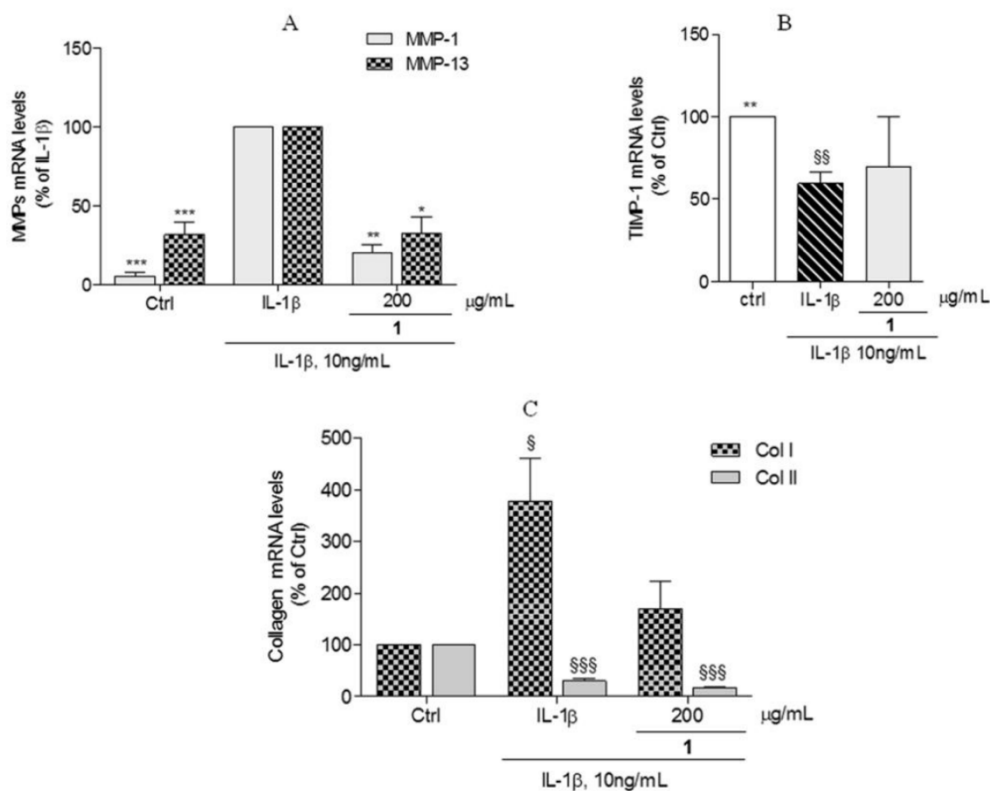 A
MMP-1
MMP-13
MMPs mRNA levels
(% of IL-1β)
150
100
50
0
***
***
**
*
Ctrl
IL-1β
200
μg/mL
1
IL-1β, 10ng/mL
B
TIMP-1 mRNA levels
(% of Ctrl)
150
100
50
0
**
§§
ctrl
IL-1β
200
μg/mL
1
IL-1β 10ng/mL
C
Col I
Col II
Collagen mRNA levels
(% of Ctrl)
500
400
300
200
100
0
§
§§§
§§§
Ctrl
IL-1β
200
μg/mL
1
IL-1β, 10ng/mL